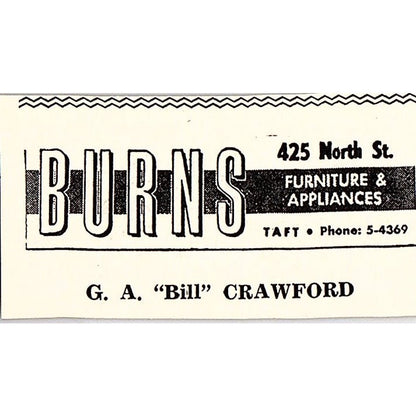 BURNS
425 North St.
FURNITURE &
APPLIANCES
TAFT • Phone: 5-4369
G. A. "Bill" CRAWFORD